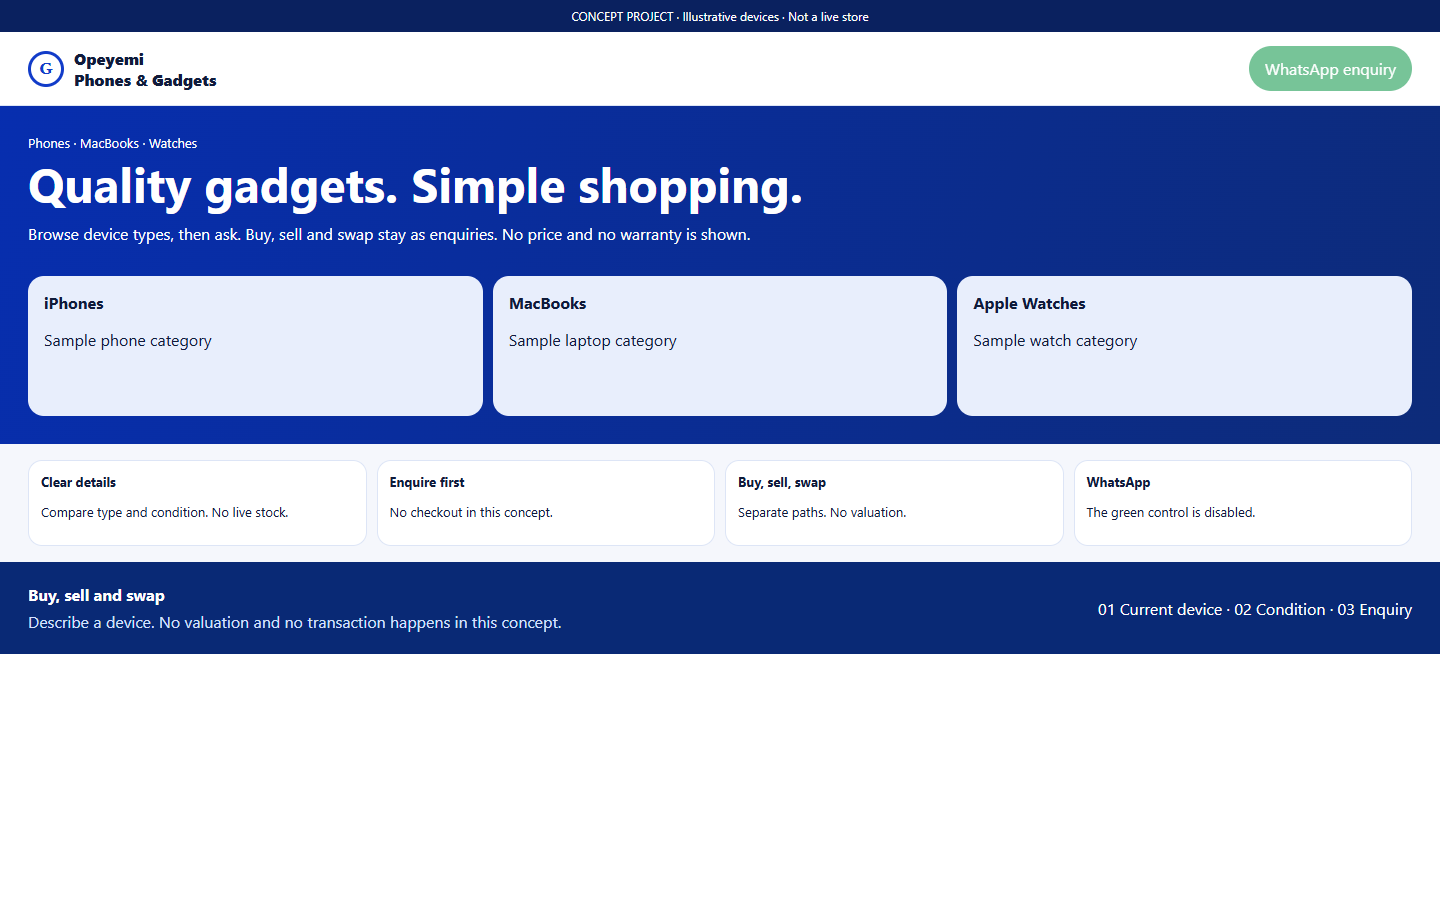 CONCEPT PROJECT · Illustrative devices · Not a live store
G
Opeyemi
Phones & Gadgets
WhatsApp enquiry
Phones · MacBooks · Watches
Quality gadgets. Simple shopping.
Browse device types, then ask. Buy, sell and swap stay as enquiries. No price and no warranty is shown.
iPhones
Sample phone category
MacBooks
Sample laptop category
Apple Watches
Sample watch category
Clear details
Compare type and condition. No live stock.
Enquire first
No checkout in this concept.
Buy, sell, swap
Separate paths. No valuation.
WhatsApp
The green control is disabled.
Buy, sell and swap
Describe a device. No valuation and no transaction happens in this concept.
01 Current device · 02 Condition · 03 Enquiry